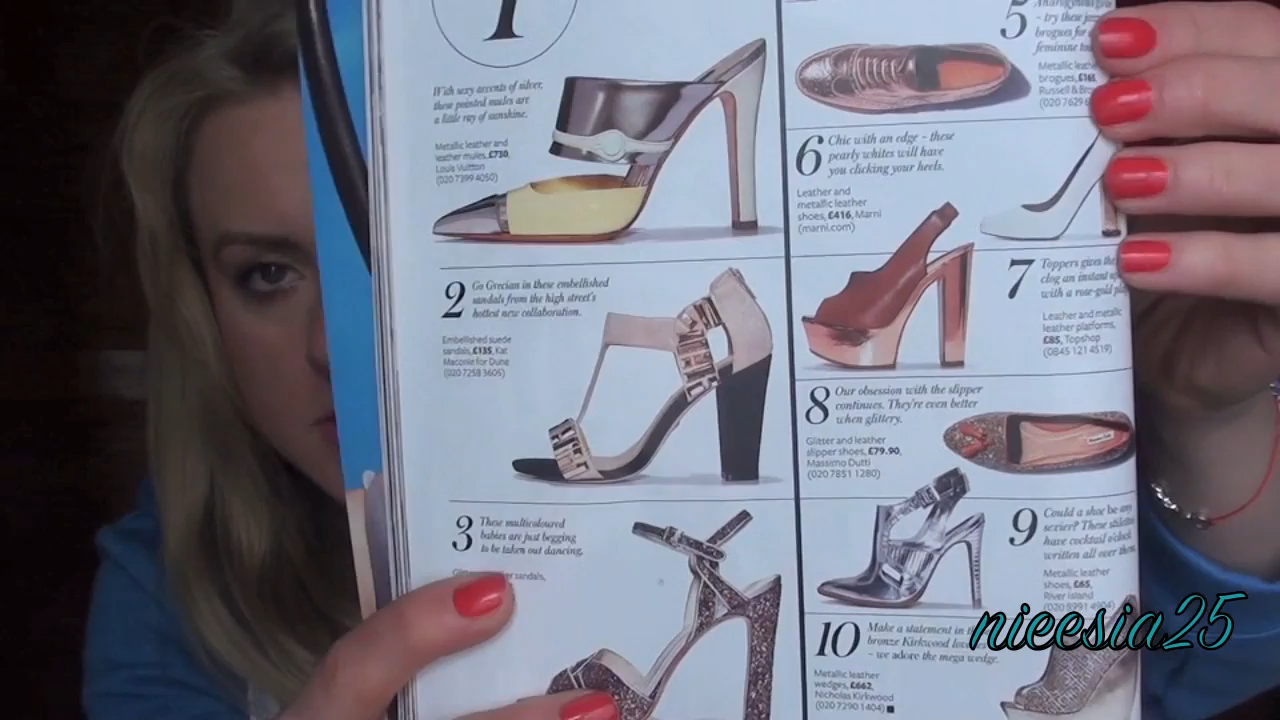 1
With sexy accents of silver,
these pointed mules are
a little ray of sunshine.
Metallic leather and
leather mules, £730,
Louis Vuitton
(020 7399 4050)
2
Go Grecian in these embellished
sandals from the high street's
hottest new collaboration.
Embellished suede
sandals, £135, Kat
Maconie for Dune
(020 7258 3605)
3
These multicoloured
babies are just begging
to be taken out dancing.
sandals,
5
- try these
brogues for
feminine
Metallic
brogues,
Russell &
(020 7629
6
Chic with an edge - these
pearly whites will have
you clicking your heels.
Leather and
metallic leather
shoes, £416, Marni
(marni.com)
7
Toppers gives the
clog an instant
with a rose-gold
Leather and metallic
leather platforms,
£85, Topshop
(0845 121 4519)
8
Our obsession with the slipper
continues. They're even better
when glittery.
Glitter and leather
slipper shoes, £79.90,
Massimo Dutti
(020 7851 1280)
9
Could a shoe be any
sexier? These
have cocktail o'clock
written all over them.
Metallic leather
shoes, £65,
River Island
(020 8991 4904)
10
Make a statement in
bronze Kirkwood
- we adore the mega wedge.
Metallic leather
wedges, £662,
Nicholas Kirkwood
(020 7290 1404)
nieesia25